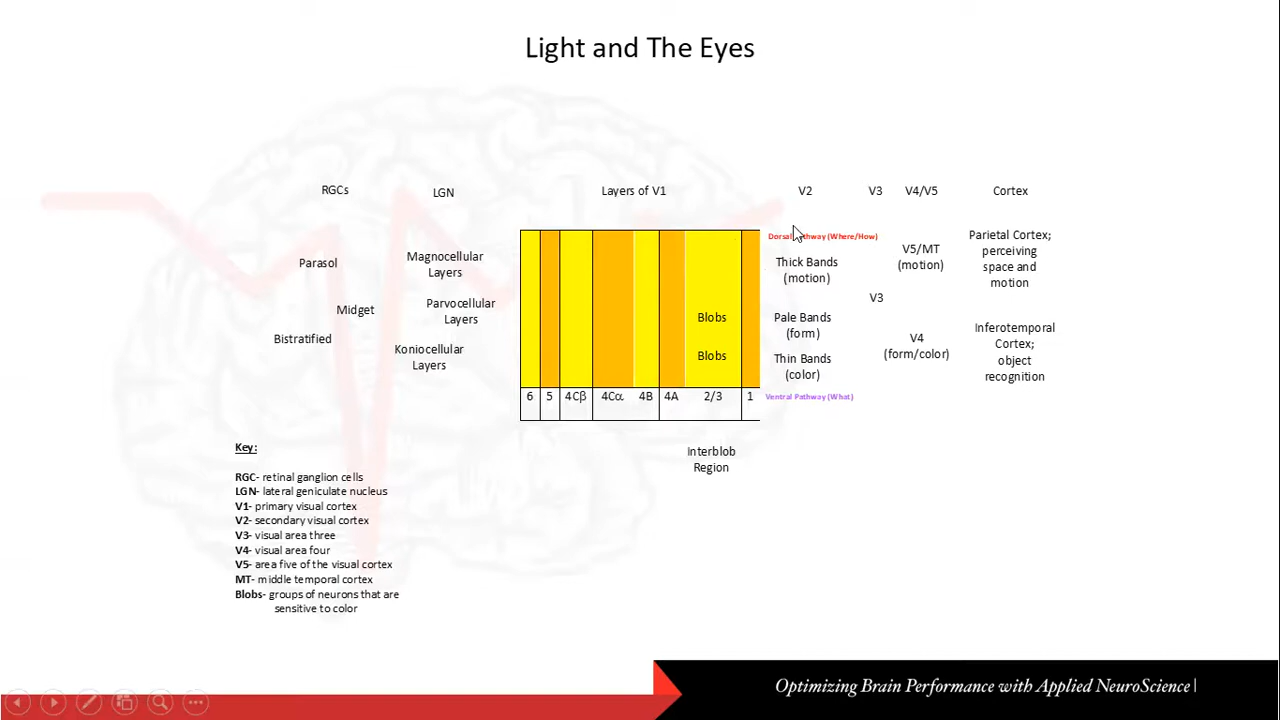 Light and The Eyes
RGCs
LGN
Layers of V1
V2
V3
V4/V5
Cortex
Parasol
Midget
Bistratified
Magnocellular
Layers
Parvocellular
Layers
Koniocellular
Layers
Blobs
Blobs
6 5 4Cβ 4Cα 4B 4A 2/3 1
Interblob
Region
Dorsal Pathway (Where/How)
Thick Bands
(motion)
Pale Bands
(form)
Thin Bands
(color)
Ventral Pathway (What)
V3
V5/MT
(motion)
V4
(form/color)
Parietal Cortex;
perceiving
space and
motion
Inferotemporal
Cortex;
object
recognition
Key:
RGC- retinal ganglion cells
LGN- lateral geniculate nucleus
V1- primary visual cortex
V2- secondary visual cortex
V3- visual area three
V4- visual area four
V5- area five of the visual cortex
MT- middle temporal cortex
Blobs- groups of neurons that are
sensitive to color
Optimizing Brain Performance with Applied NeuroScience |